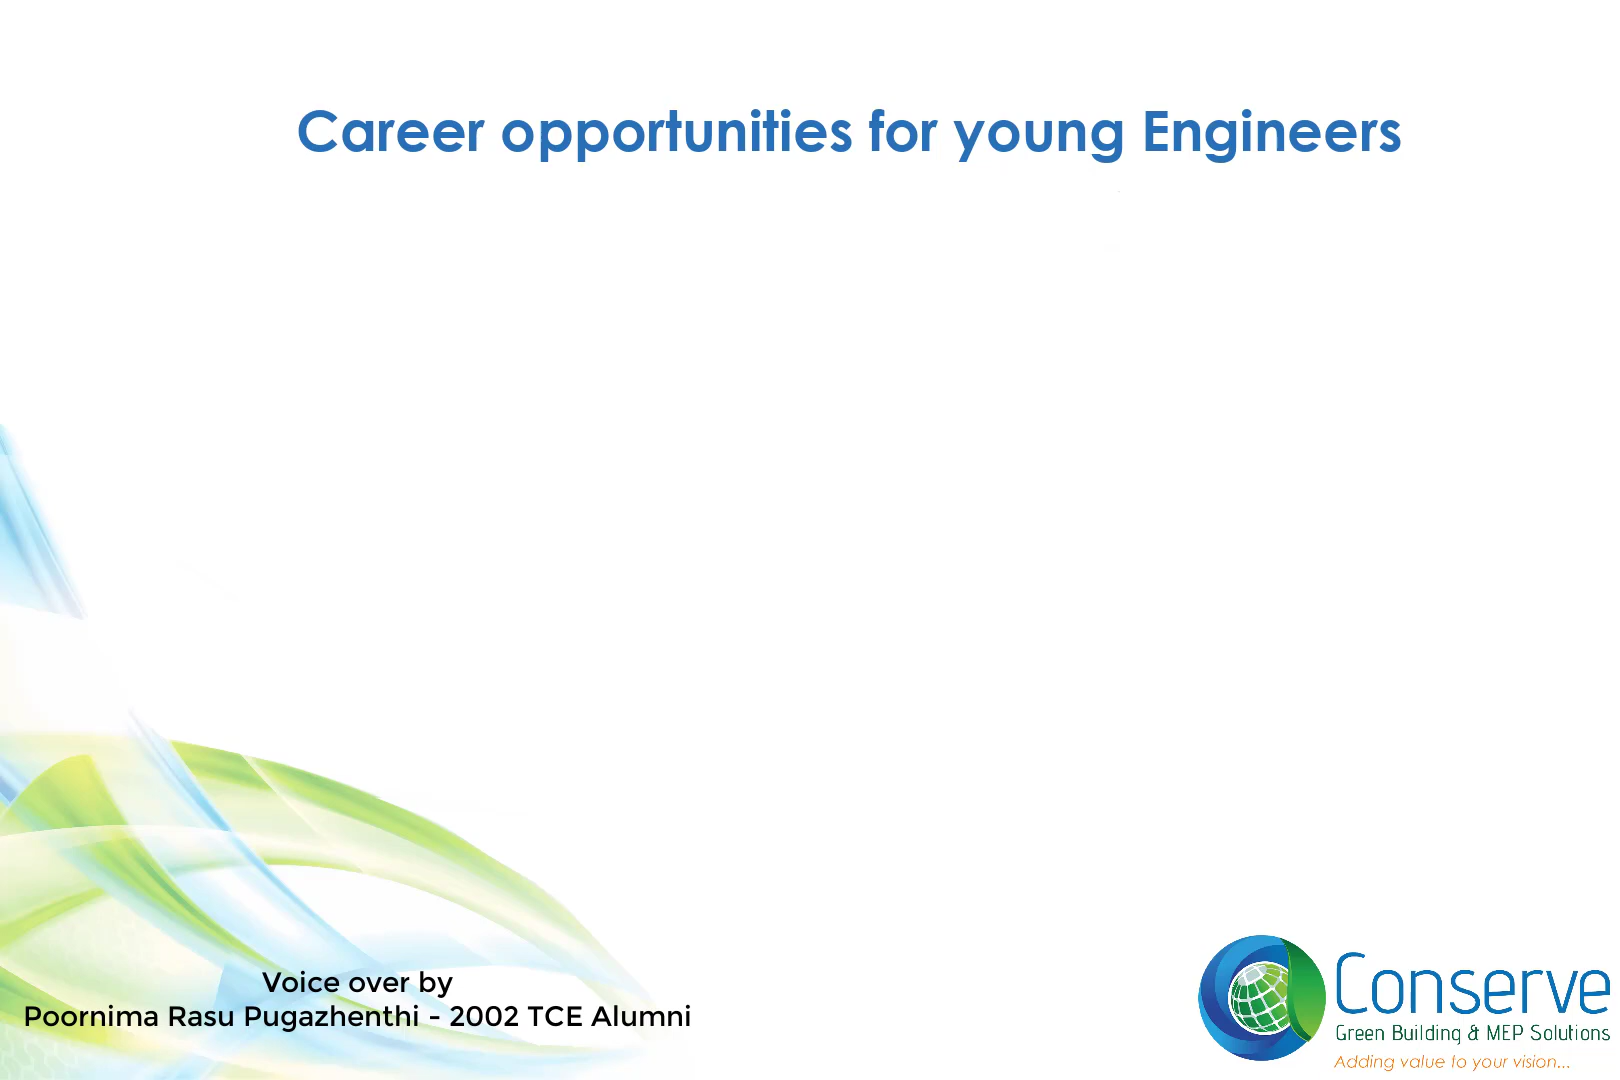 Career opportunities for young Engineers
Voice over by
Poornima Rasu Pugazhenthi - 2002 TCE Alumni
Conserve
Green Building & MEP Solutions
Adding value to your vision...